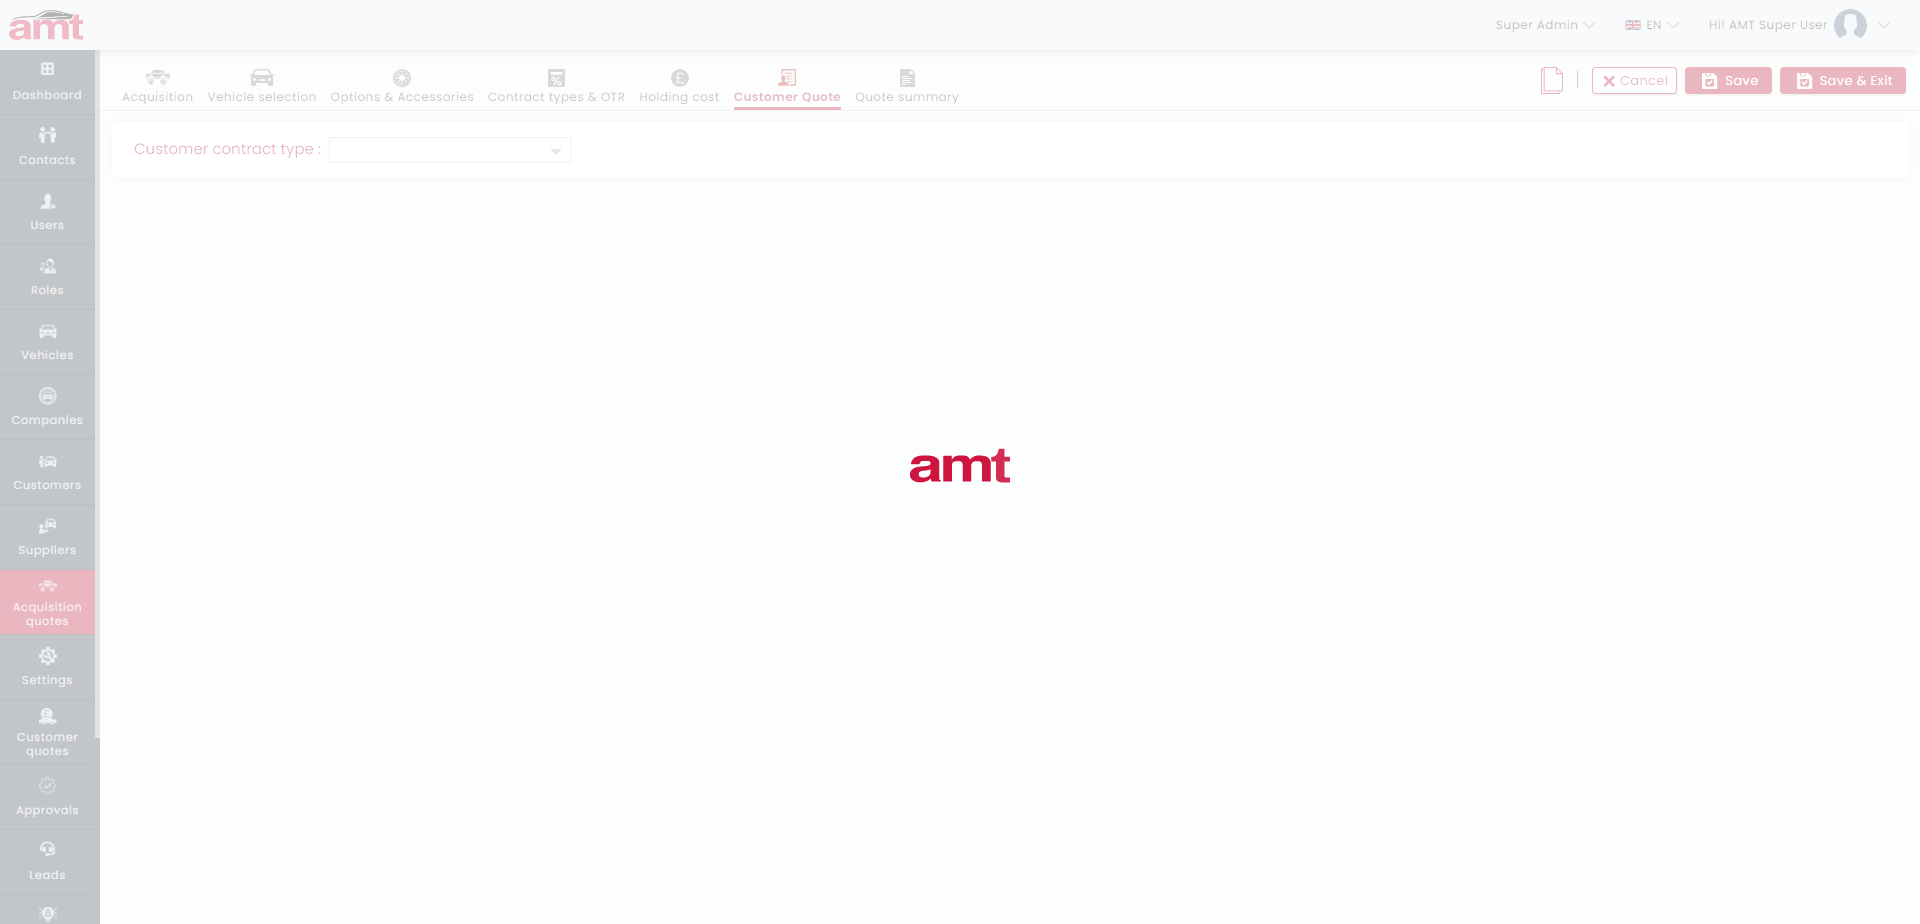 amt
Super Admin
EN
Hi! AMT Super User
Dashboard
Contacts
Users
Roles
Vehicles
Companies
Customers
Suppliers
Acquisition
quotes
Settings
Customer
quotes
Approvals
Leads
Acquisition
Vehicle selection
Options & Accessories
Contract types & OTR
Holding cost
Customer Quote
Quote summary
Cancel
Save
Save & Exit
Customer contract type :
amt